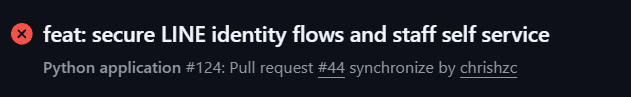 feat: secure LINE identity flows and staff self service
Python application #124: Pull request #44 synchronize by chrishzc